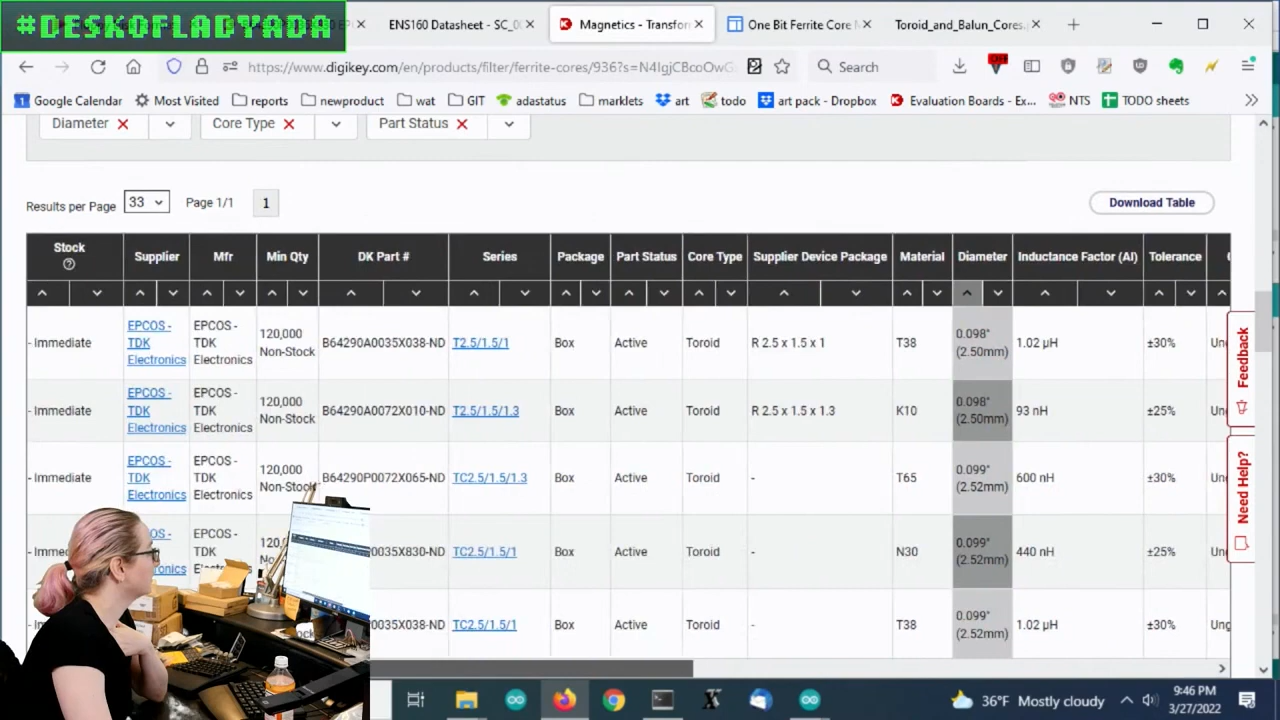 #DESKOFLADYADA
ENS160 Datasheet - SC_0
Magnetics - Transfor
One Bit Ferrite Core M
Toroid_and_Balun_Cores.p
https://www.digikey.com/en/products/filter/ferrite-cores/936?s=N4IgjCBcoOwG
Search
OFF
Google Calendar
Most Visited
reports
newproduct
wat
GIT
adastatus
marklets
art
todo
art pack - Dropbox
Evaluation Boards - Ex...
NTS
TODO sheets
Diameter
Core Type
Part Status
Results per Page
33
Page 1/1
1
Download Table
Stock
Supplier
Mfr
Min Qty
DK Part #
Series
Package
Part Status
Core Type
Supplier Device Package
Material
Diameter
Inductance Factor (Al)
Tolerance
- Immediate
EPCOS -
TDK
Electronics
EPCOS -
TDK
Electronics
120,000
Non-Stock
B64290A0035X038-ND
T2.5/1.5/1
Box
Active
Toroid
R 2.5 x 1.5 x 1
T38
0.098"
(2.50mm)
1.02 µH
±30%
Unc
- Immediate
EPCOS -
TDK
Electronics
EPCOS -
TDK
Electronics
120,000
Non-Stock
B64290A0072X010-ND
T2.5/1.5/1.3
Box
Active
Toroid
R 2.5 x 1.5 x 1.3
K10
0.098"
(2.50mm)
93 nH
±25%
- Immediate
EPCOS -
TDK
Electronics
EPCOS -
TDK
Electronics
120,000
Non-Stock
B64290P0072X065-ND
TC2.5/1.5/1.3
Box
Active
Toroid
-
T65
0.099"
(2.52mm)
600 nH
±30%
- Imme
0035X830-ND
TC2.5/1.5/1
Box
Active
Toroid
-
N30
0.099"
(2.52mm)
440 nH
±25%
0035X038-ND
TC2.5/1.5/1
Box
Active
Toroid
-
T38
0.099"
(2.52mm)
1.02 µH
±30%
Feedback
Need Help?
36°F Mostly cloudy
9:46 PM
3/27/2022